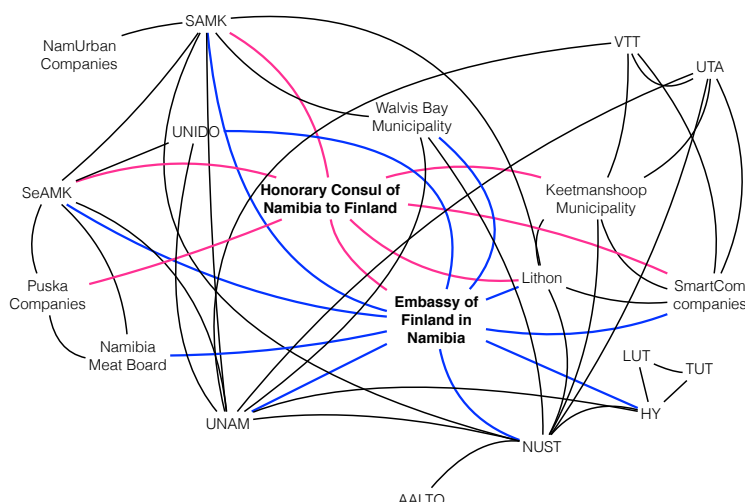 SAMK
NamUrban
Companies
VTT
UTA
Walvis Bay
Municipality
UNIDO
SeAMK
Honorary Consul of
Namibia to Finland
Keetmanshoop
Municipality
Puska
Companies
Lithon
SmartCom
companies
Embassy of
Finland in
Namibia
Namibia
Meat Board
LUT
TUT
UNAM
HY
NUST
AALTO